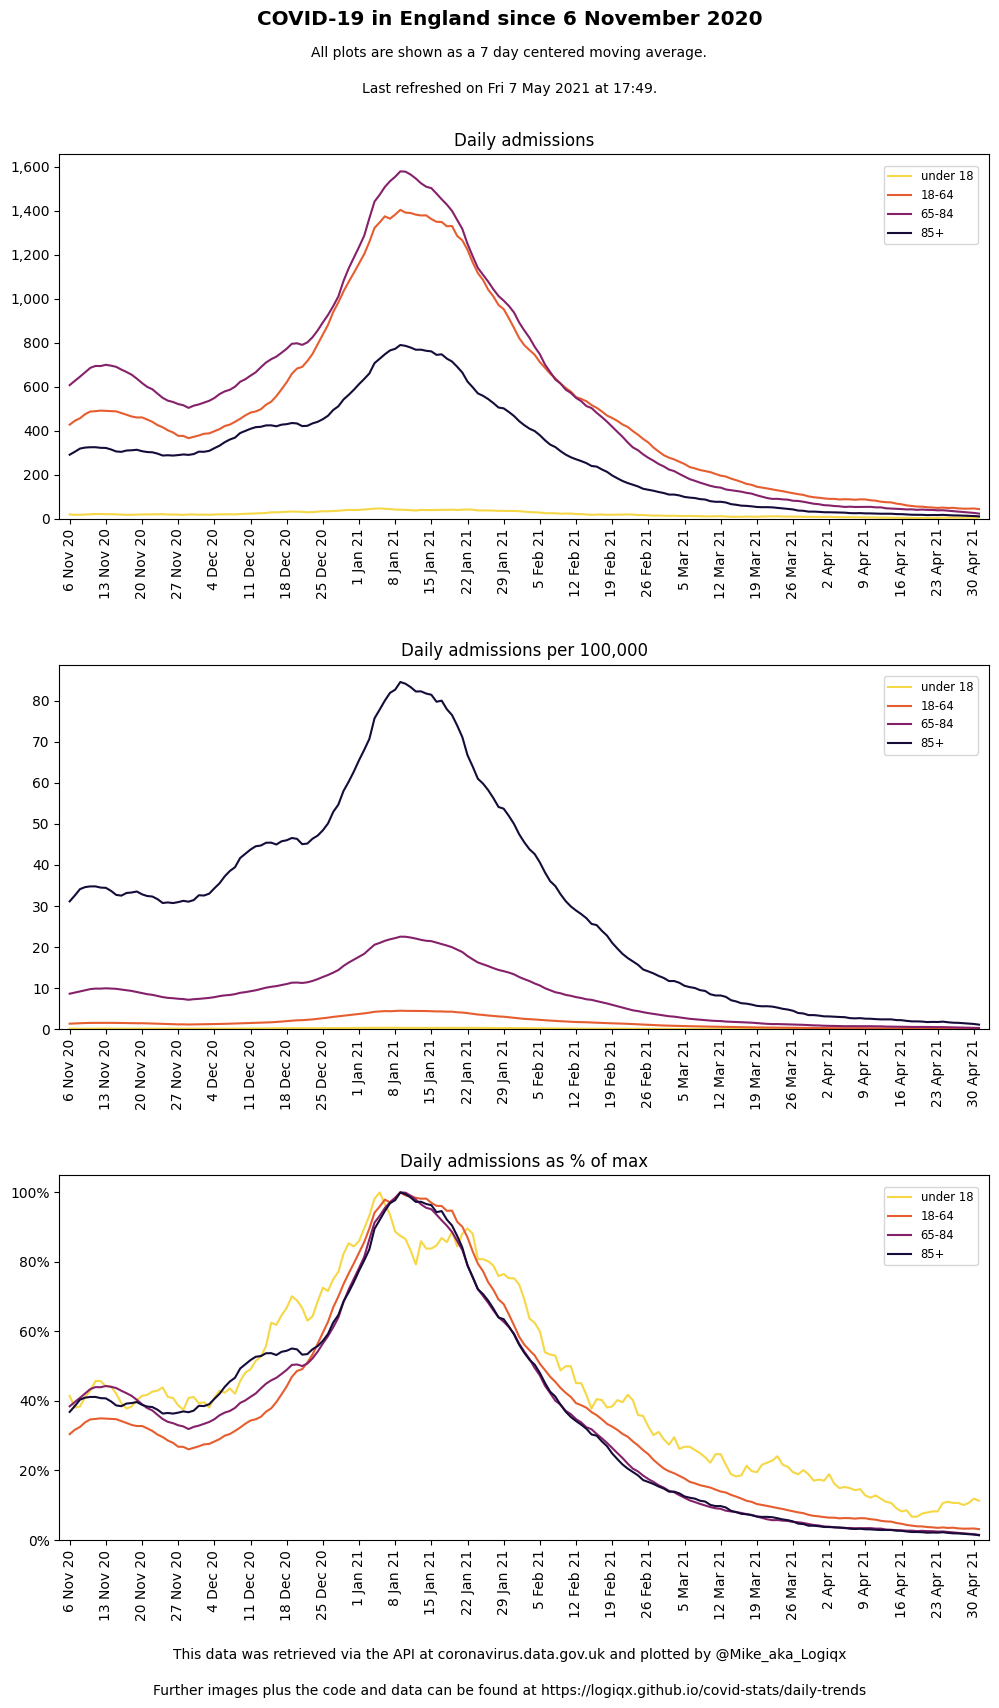 COVID-19 in England since 6 November 2020
All plots are shown as a 7 day centered moving average.
Last refreshed on Fri 7 May 2021 at 17:49.
Daily admissions
1,600
1,400
1,200
1,000
800
600
400
200
0
under 18
18-64
65-84
85+
6 Nov 20
13 Nov 20
20 Nov 20
27 Nov 20
4 Dec 20
11 Dec 20
18 Dec 20
25 Dec 20
1 Jan 21
8 Jan 21
15 Jan 21
22 Jan 21
29 Jan 21
5 Feb 21
12 Feb 21
19 Feb 21
26 Feb 21
5 Mar 21
12 Mar 21
19 Mar 21
26 Mar 21
2 Apr 21
9 Apr 21
16 Apr 21
23 Apr 21
30 Apr 21
Daily admissions per 100,000
80
70
60
50
40
30
20
10
0
under 18
18-64
65-84
85+
6 Nov 20
13 Nov 20
20 Nov 20
27 Nov 20
4 Dec 20
11 Dec 20
18 Dec 20
25 Dec 20
1 Jan 21
8 Jan 21
15 Jan 21
22 Jan 21
29 Jan 21
5 Feb 21
12 Feb 21
19 Feb 21
26 Feb 21
5 Mar 21
12 Mar 21
19 Mar 21
26 Mar 21
2 Apr 21
9 Apr 21
16 Apr 21
23 Apr 21
30 Apr 21
Daily admissions as % of max
100%
80%
60%
40%
20%
0%
under 18
18-64
65-84
85+
6 Nov 20
13 Nov 20
20 Nov 20
27 Nov 20
4 Dec 20
11 Dec 20
18 Dec 20
25 Dec 20
1 Jan 21
8 Jan 21
15 Jan 21
22 Jan 21
29 Jan 21
5 Feb 21
12 Feb 21
19 Feb 21
26 Feb 21
5 Mar 21
12 Mar 21
19 Mar 21
26 Mar 21
2 Apr 21
9 Apr 21
16 Apr 21
23 Apr 21
30 Apr 21
This data was retrieved via the API at coronavirus.data.gov.uk and plotted by @Mike_aka_Logiqx
Further images plus the code and data can be found at https://logiqx.github.io/covid-stats/daily-trends